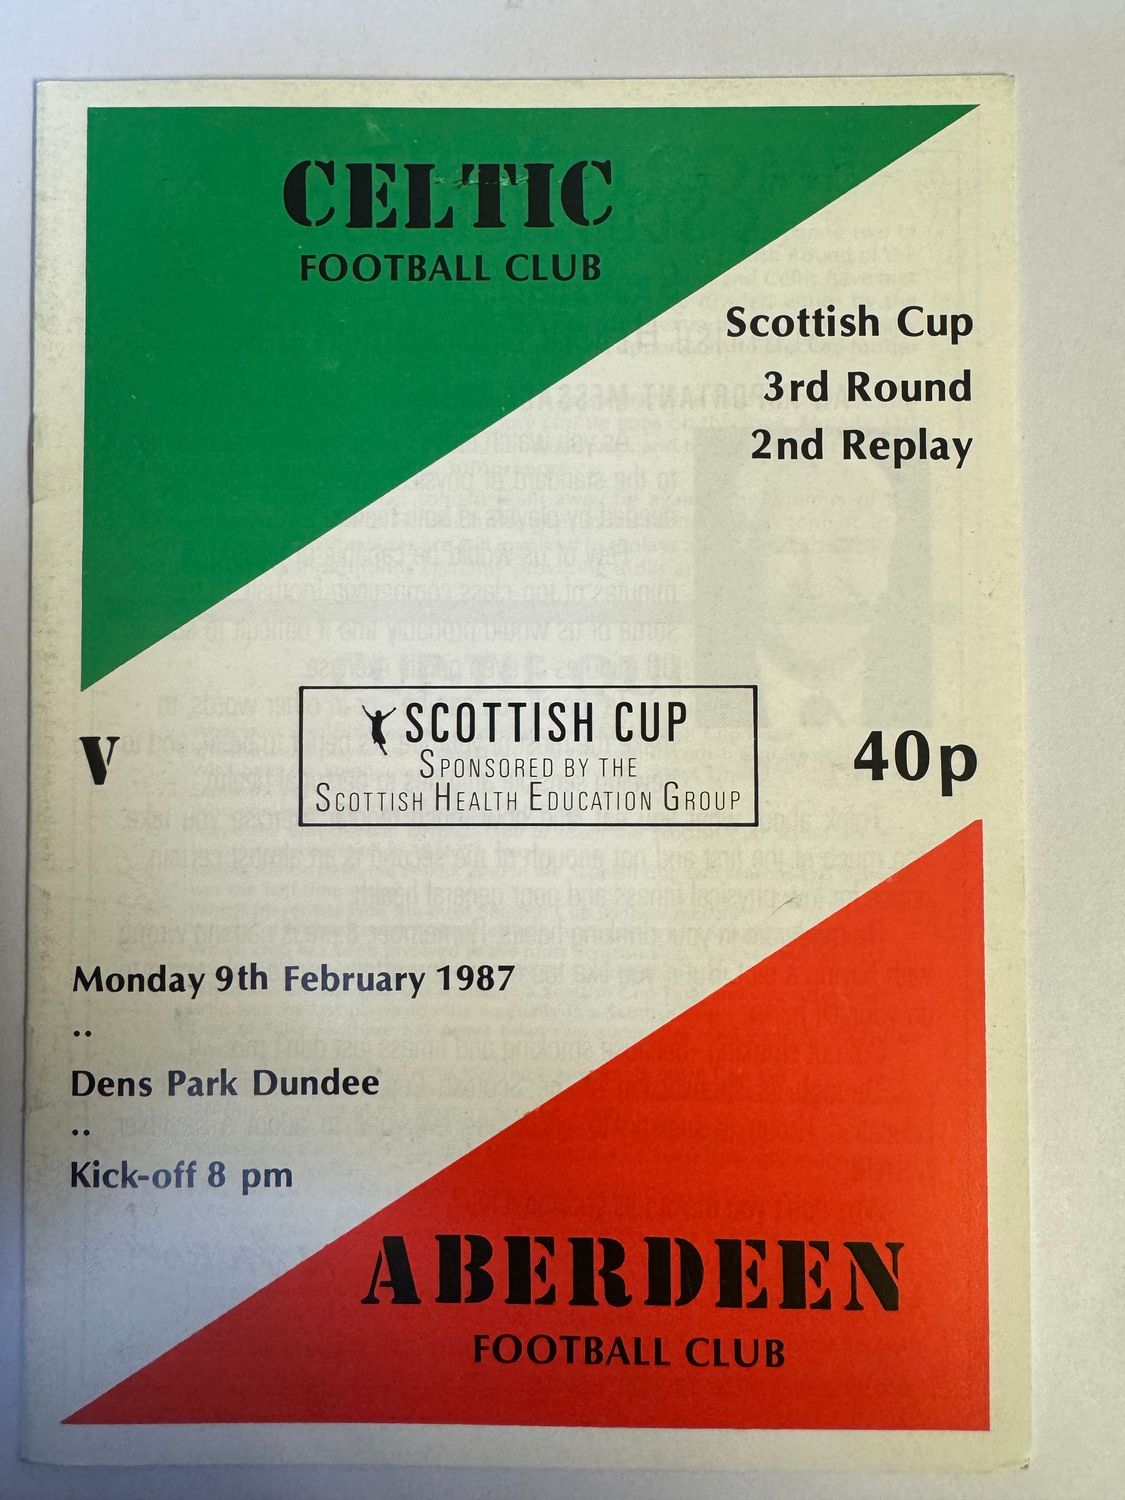 CELTIC
FOOTBALL CLUB
Scottish Cup
3rd Round
2nd Replay
V
SCOTTISH CUP
SPONSORED BY THE
SCOTTISH HEALTH EDUCATION GROUP
40p
Monday 9th February 1987
..
Dens Park Dundee
..
Kick-off 8 pm
ABERDEEN
FOOTBALL CLUB